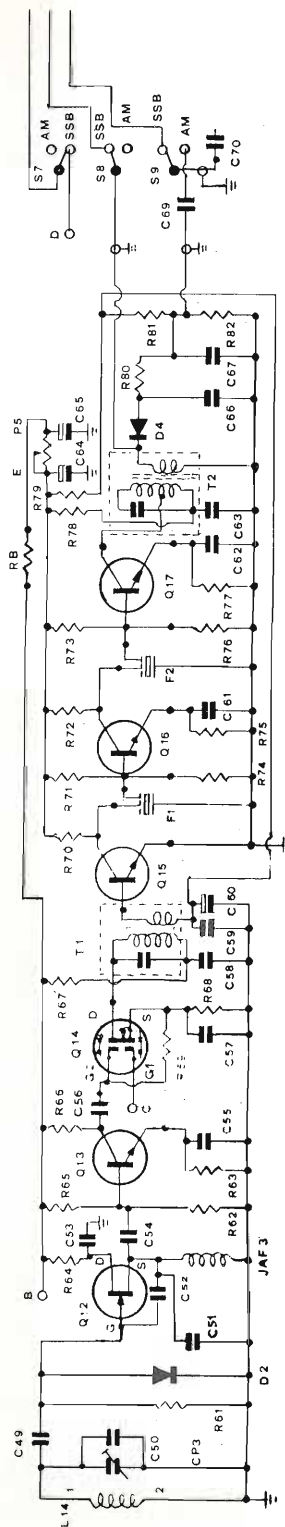 AM
S7
SSB
D
SSB
S8
AM
SSB
S9
AM
C69
C70
R81
R82
R80
C67
C66
D4
T2
P5
C65
C64
E
R79
R78
RB
C63
C62
R77
Q17
R73
R76
F2
R72
Q16
C61
R75
R71
R74
F1
R70
Q15
T1
C60
C59
C58
R67
D
S
Q14
G1
R68
C57
C56
R66
Q13
C55
R63
R65
R62
C53
C54
D
S
R64
B
Q12
G
C52
JAF3
C51
D2
C49
R61
C50
CP3
L14
1
2